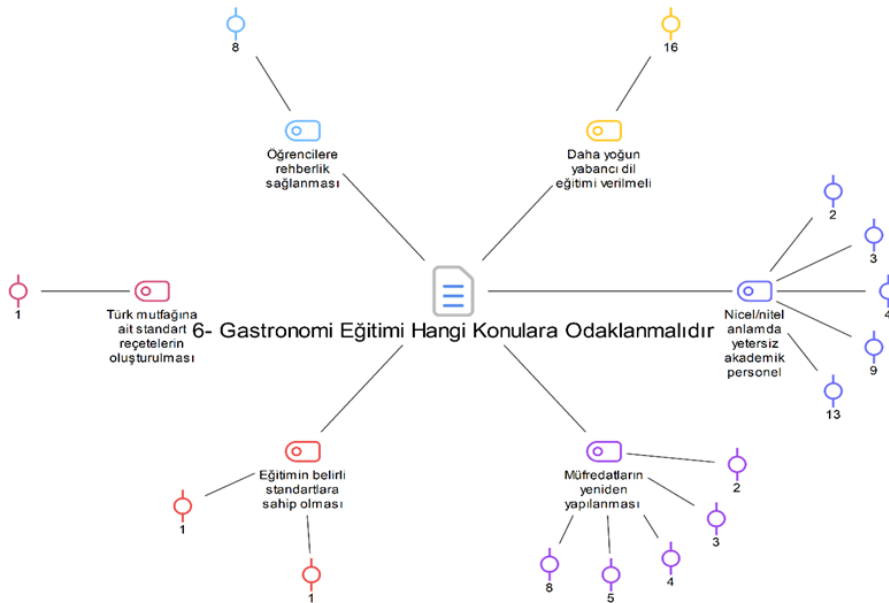 8
16
Öğrencilere
rehberlik
sağlanması
Daha yoğun
yabancı dil
eğitimi verilmeli
2
3
4
9
13
Nicel/nitel
anlamda
yetersiz
akademik
personel
1
Türk mutfağına
ait standart
reçetelerin
oluşturulması
6- Gastronomi Eğitimi Hangi Konulara Odaklanmalıdır
Eğitimin belirli
standartlara
sahip olması
1
1
Müfredatların
yeniden
yapılanması
2
3
4
5
8